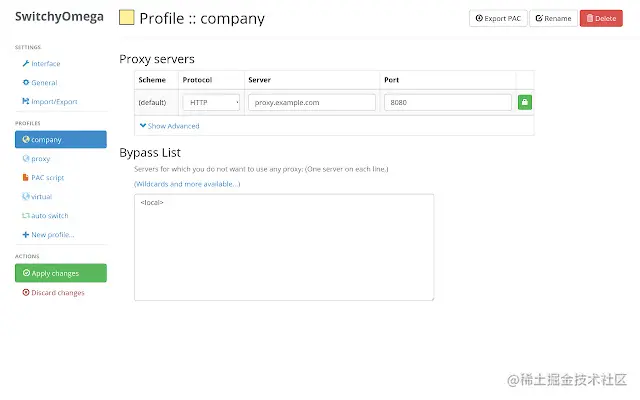 SwitchyOmega
Profile :: company
Export PAC
Rename
Delete
SETTINGS
Interface
General
Import/Export
PROFILES
company
proxy
PAC script
virtual
auto switch
New profile...
ACTIONS
Apply changes
Discard changes
Proxy servers
Scheme Protocol Server Port
(default) HTTP proxy.example.com 8080
Show Advanced
Bypass List
Servers for which you do not want to use any proxy: (One server on each line.)
(Wildcards and more available...)
<local>
@稀土掘金技术社区